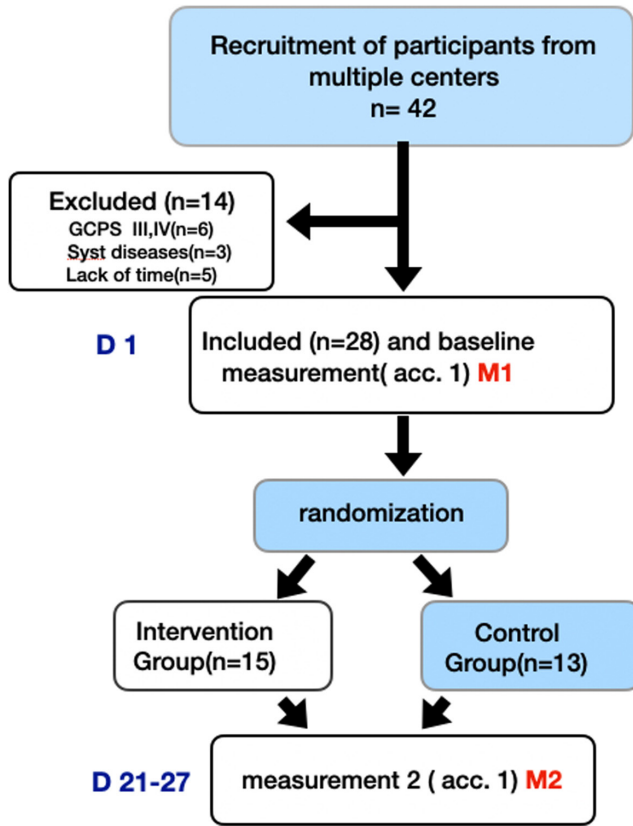 Recruitment of participants from
multiple centers
n= 42
Excluded (n=14)
GCPS III,IV(n=6)
Syst diseases(n=3)
Lack of time(n=5)
D 1
Included (n=28) and baseline
measurement( acc. 1) M1
randomization
Intervention
Group(n=15)
Control
Group(n=13)
D 21-27
measurement 2 ( acc. 1) M2